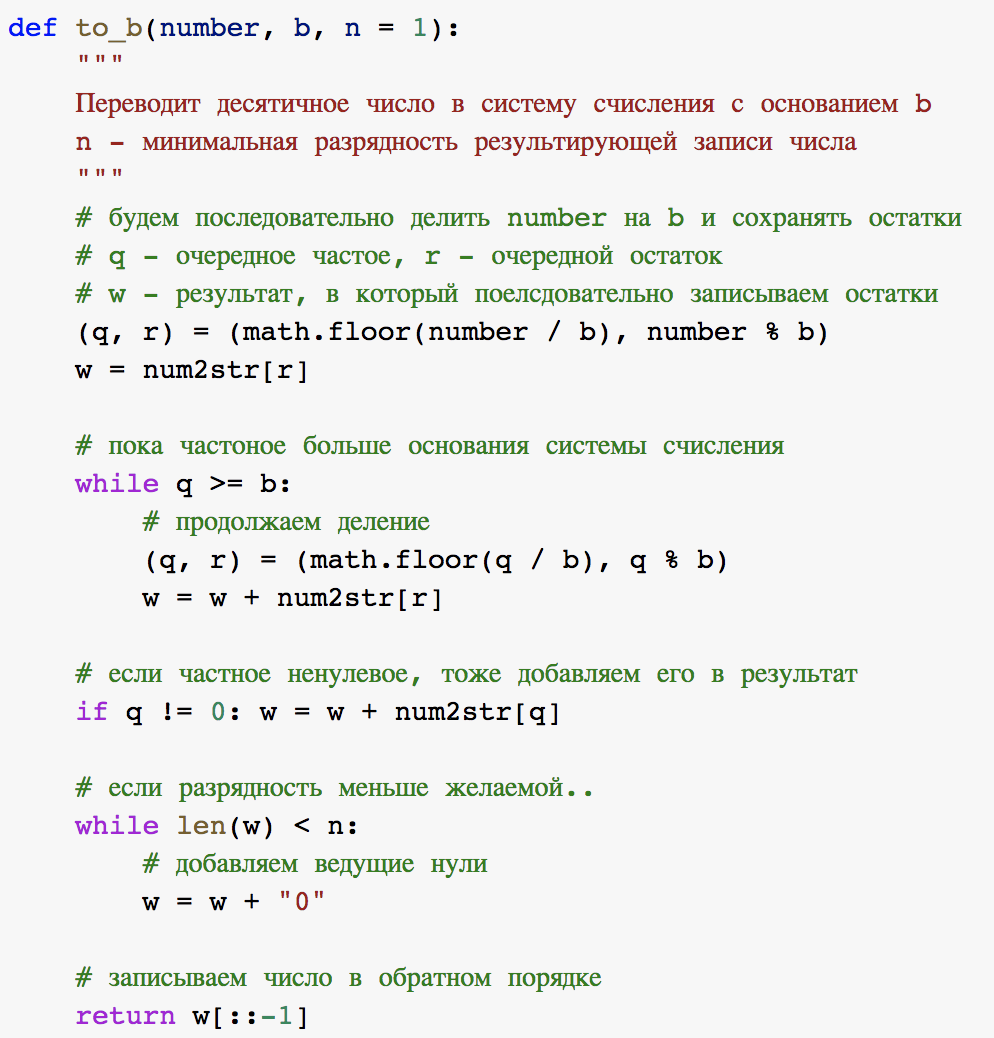 def to_b(number, b, n = 1):
"""
Переводит десятичное число в систему счисления с основанием b
n – минимальная разрядность результирующей записи числа
"""
# будем последовательно делить number на b и сохранять остатки
# q – очередное частое, r – очередной остаток
# w – результат, в который поелсдовательно записываем остатки
(q, r) = (math.floor(number / b), number % b)
w = num2str[r]
# пока частоное больше основания системы счисления
while q >= b:
# продолжаем деление
(q, r) = (math.floor(q / b), q % b)
w = w + num2str[r]
# если частное ненулевое, тоже добавляем его в результат
if q != 0: w = w + num2str[q]
# если разрядность меньше желаемой..
while len(w) < n:
# добавляем ведущие нули
w = w + "0"
# записываем число в обратном порядке
return w[::-1]